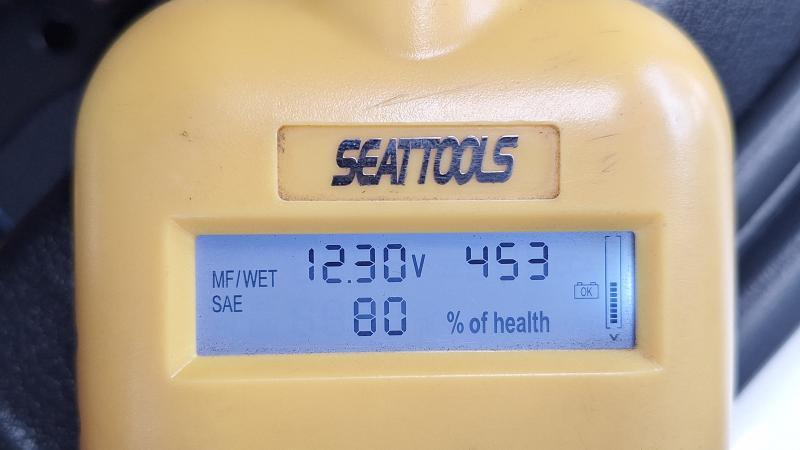 SEATTOOLS
MF/WET 12.30V 453
SAE 80 % of health
OK
V